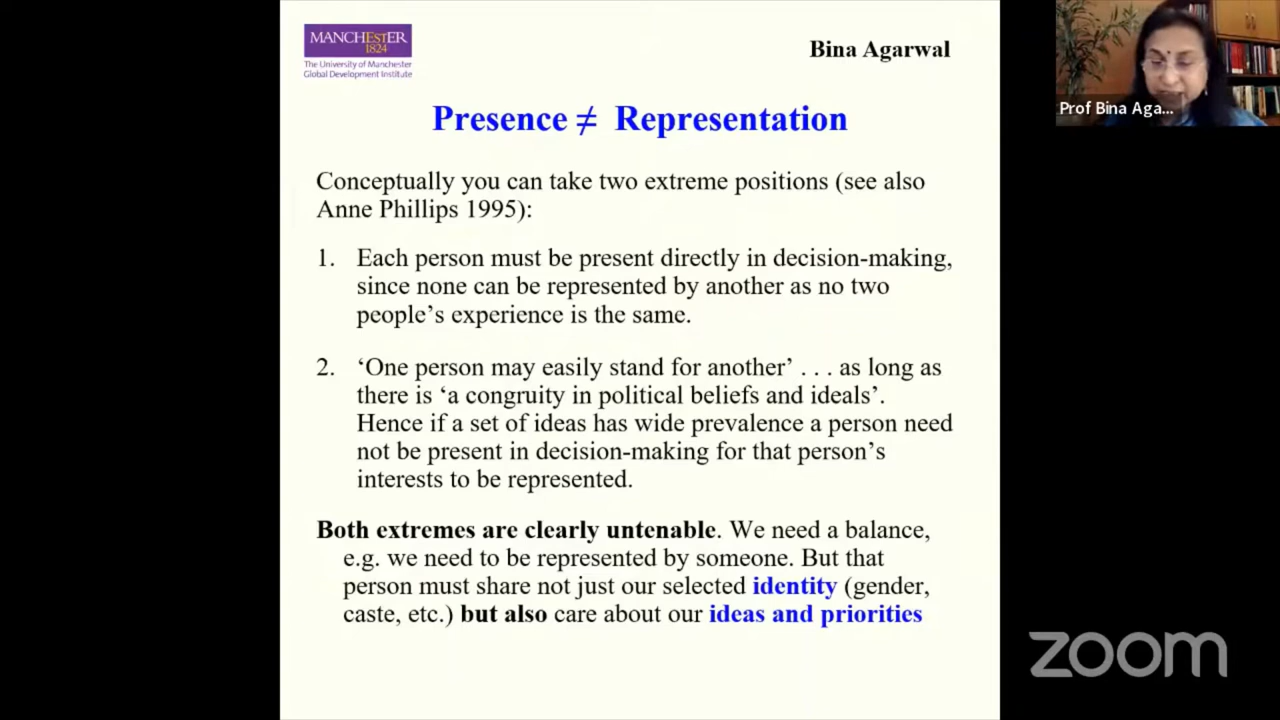 MANCHESTER
1824
The University of Manchester
Global Development Institute
Bina Agarwal
Prof Bina Aga...
Presence ≠ Representation
Conceptually you can take two extreme positions (see also
Anne Phillips 1995):
1. Each person must be present directly in decision-making,
since none can be represented by another as no two
people’s experience is the same.
2. ‘One person may easily stand for another’ . . . as long as
there is ‘a congruity in political beliefs and ideals’.
Hence if a set of ideas has wide prevalence a person need
not be present in decision-making for that person’s
interests to be represented.
Both extremes are clearly untenable. We need a balance,
e.g. we need to be represented by someone. But that
person must share not just our selected identity (gender,
caste, etc.) but also care about our ideas and priorities
zoom